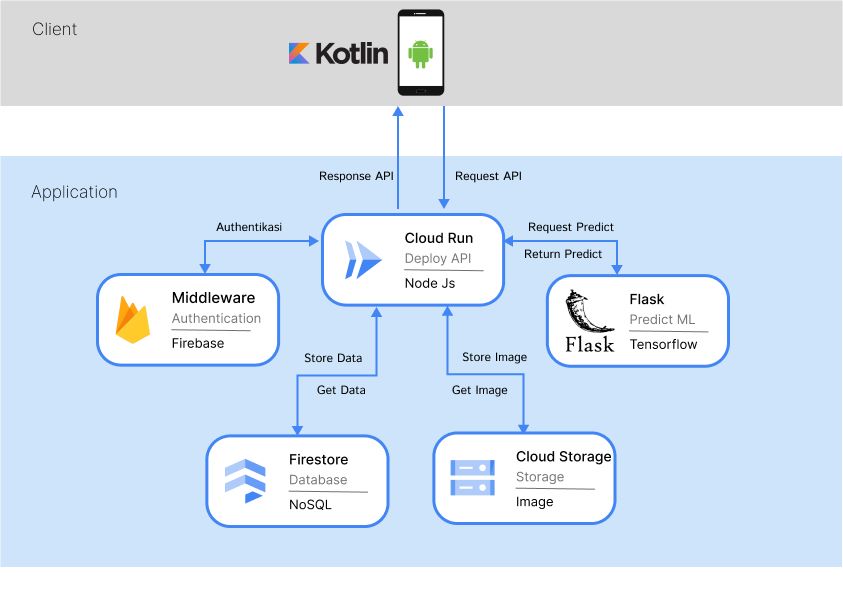 Client
Kotlin
Response API
Request API
Application
Authentikasi
Cloud Run
Deploy API
Node Js
Request Predict
Return Predict
Middleware
Authentication
Firebase
Flask
Flask
Predict ML
Tensorflow
Store Data
Get Data
Store Image
Get Image
Firestore
Database
NoSQL
Cloud Storage
Storage
Image